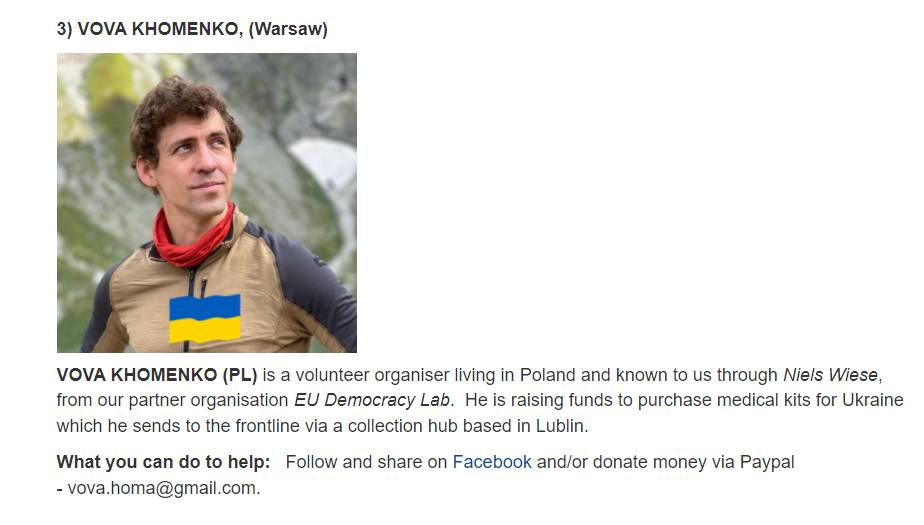 3) VOVA KHOMENKO, (Warsaw)
VOVA KHOMENKO (PL) is a volunteer organiser living in Poland and known to us through Niels Wiese,
from our partner organisation EU Democracy Lab.  He is raising funds to purchase medical kits for Ukraine
which he sends to the frontline via a collection hub based in Lublin.
What you can do to help:   Follow and share on Facebook and/or donate money via Paypal
- vova.homa@gmail.com.